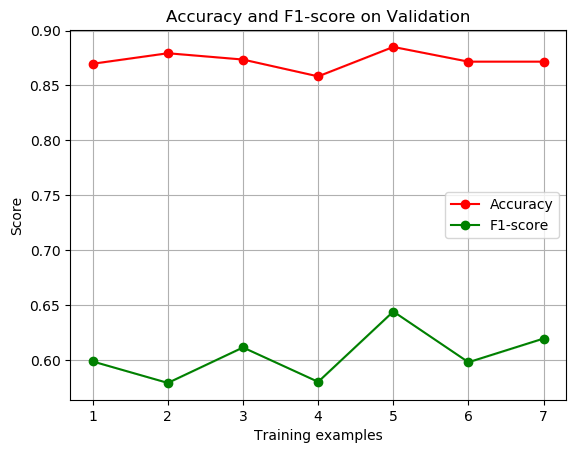 Accuracy and F1-score on Validation
0.90
0.85
0.80
0.75
0.70
0.65
0.60
Score
Accuracy
F1-score
1 2 3 4 5 6 7
Training examples